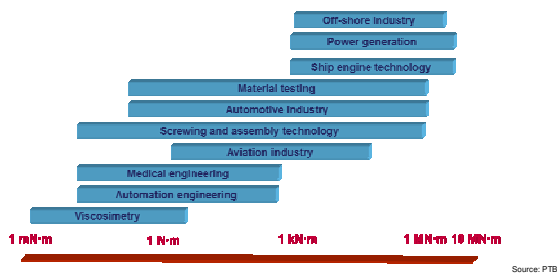 Off-shore industry
Power generation
Ship engine technology
Material testing
Automotive industry
Screwing and assembly technology
Aviation industry
Medical engineering
Automation engineering
Viscosimetry
1 mN·m 1 N·m 1 kN·m 1 MN·m 10 MN·m
Source: PTB